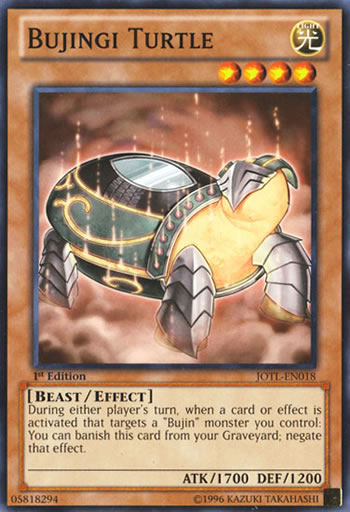 BUJINGI TURTLE
LIGHT
光
1st Edition
JOTL-EN018
[BEAST/EFFECT]
During either player's turn, when a card or effect is
activated that targets a "Bujin" monster you control:
You can banish this card from your Graveyard; negate
that effect.
ATK/1700 DEF/1200
05818294
©1996 KAZUKI TAKAHASHI